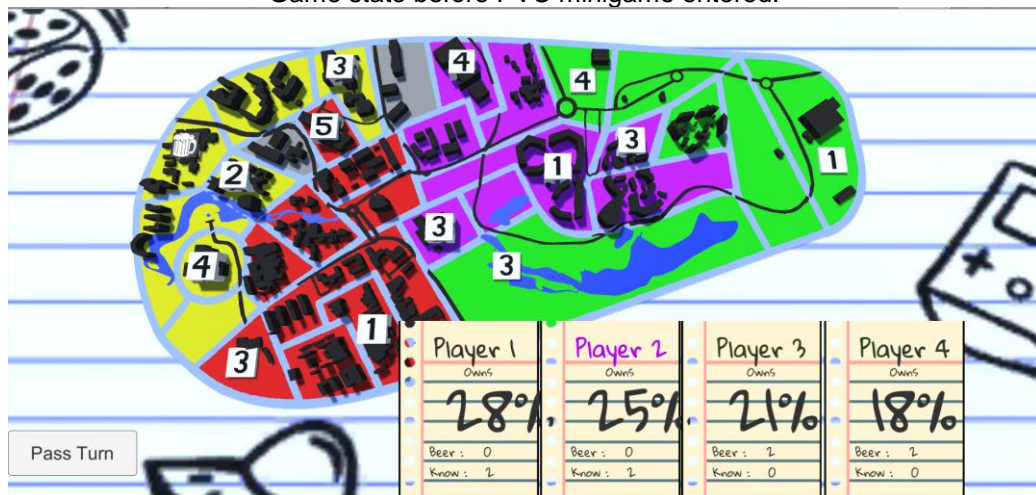 Game state before minigame entered.
3 4
4
5
3
1
1
2
3
4 3
1
3
Player 1
Owns
28%
Beer : 0
Know : 2
Player 2
Owns
25%
Beer : 0
Know : 2
Player 3
Owns
21%
Beer : 2
Know : 0
Player 4
Owns
18%
Beer : 2
Know : 0
Pass Turn